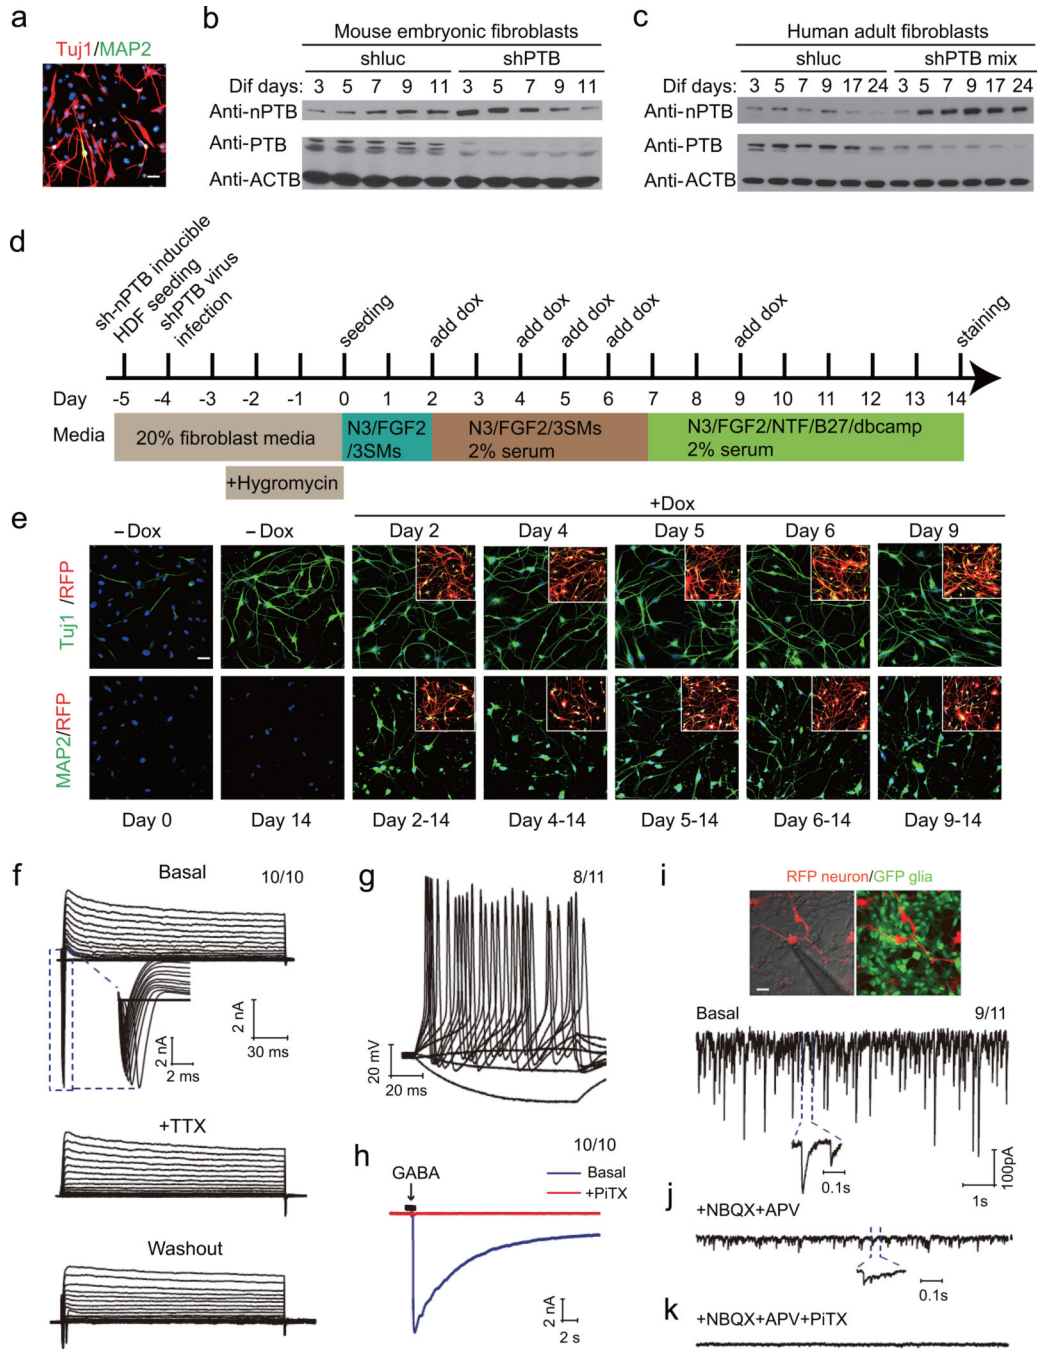 a
Tuj1/MAP2
b
Mouse embryonic fibroblasts
shluc
shPTB
Dif days: 3 5 7 9 11 3 5 7 9 11
Anti-nPTB
Anti-PTB
Anti-ACTB
c
Human adult fibroblasts
shluc
shPTB mix
Dif days: 3 5 7 9 17 24 3 5 7 9 17 24
Anti-nPTB
Anti-PTB
Anti-ACTB
d
sh-nPTB inducible
HDF seeding
shPTB virus
infection
seeding
add dox
add dox
add dox
add dox
add dox
staining
Day -5 -4 -3 -2 -1 0 1 2 3 4 5 6 7 8 9 10 11 12 13 14
Media
20% fibroblast media
N3/FGF2
/3SMs
N3/FGF2/3SMs
2% serum
N3/FGF2/NTF/B27/dbcamp
2% serum
+Hygromycin
e
+Dox
–Dox
–Dox
Day 2
Day 4
Day 5
Day 6
Day 9
Tuj1 /RFP
MAP2/RFP
Day 0
Day 14
Day 2-14
Day 4-14
Day 5-14
Day 6-14
Day 9-14
f
Basal
10/10
2 nA
2 ms
2 nA
30 ms
+TTX
Washout
g
8/11
20 mV
20 ms
h
10/10
GABA
Basal
+PiTX
2 nA
2 s
i
RFP neuron/GFP glia
Basal
9/11
0.1s
100pA
1s
j
+NBQX+APV
0.1s
k
+NBQX+APV+PiTX